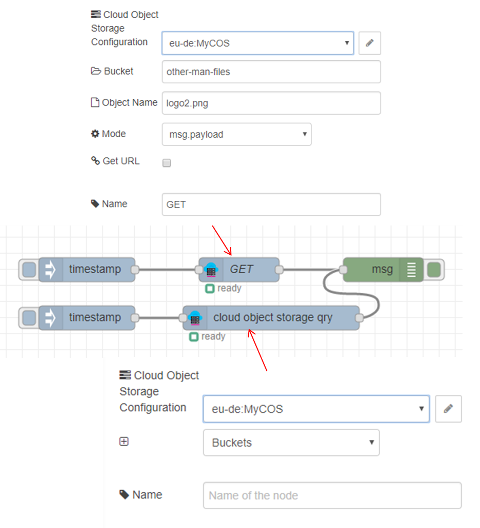 Cloud Object
Storage
Configuration
eu-de:MyCOS
Bucket
other-man-files
Object Name
logo2.png
Mode
msg.payload
Get URL
Name
GET
timestamp
GET
msg
ready
timestamp
cloud object storage qry
ready
Cloud Object
Storage
Configuration
eu-de:MyCOS
Buckets
Name
Name of the node